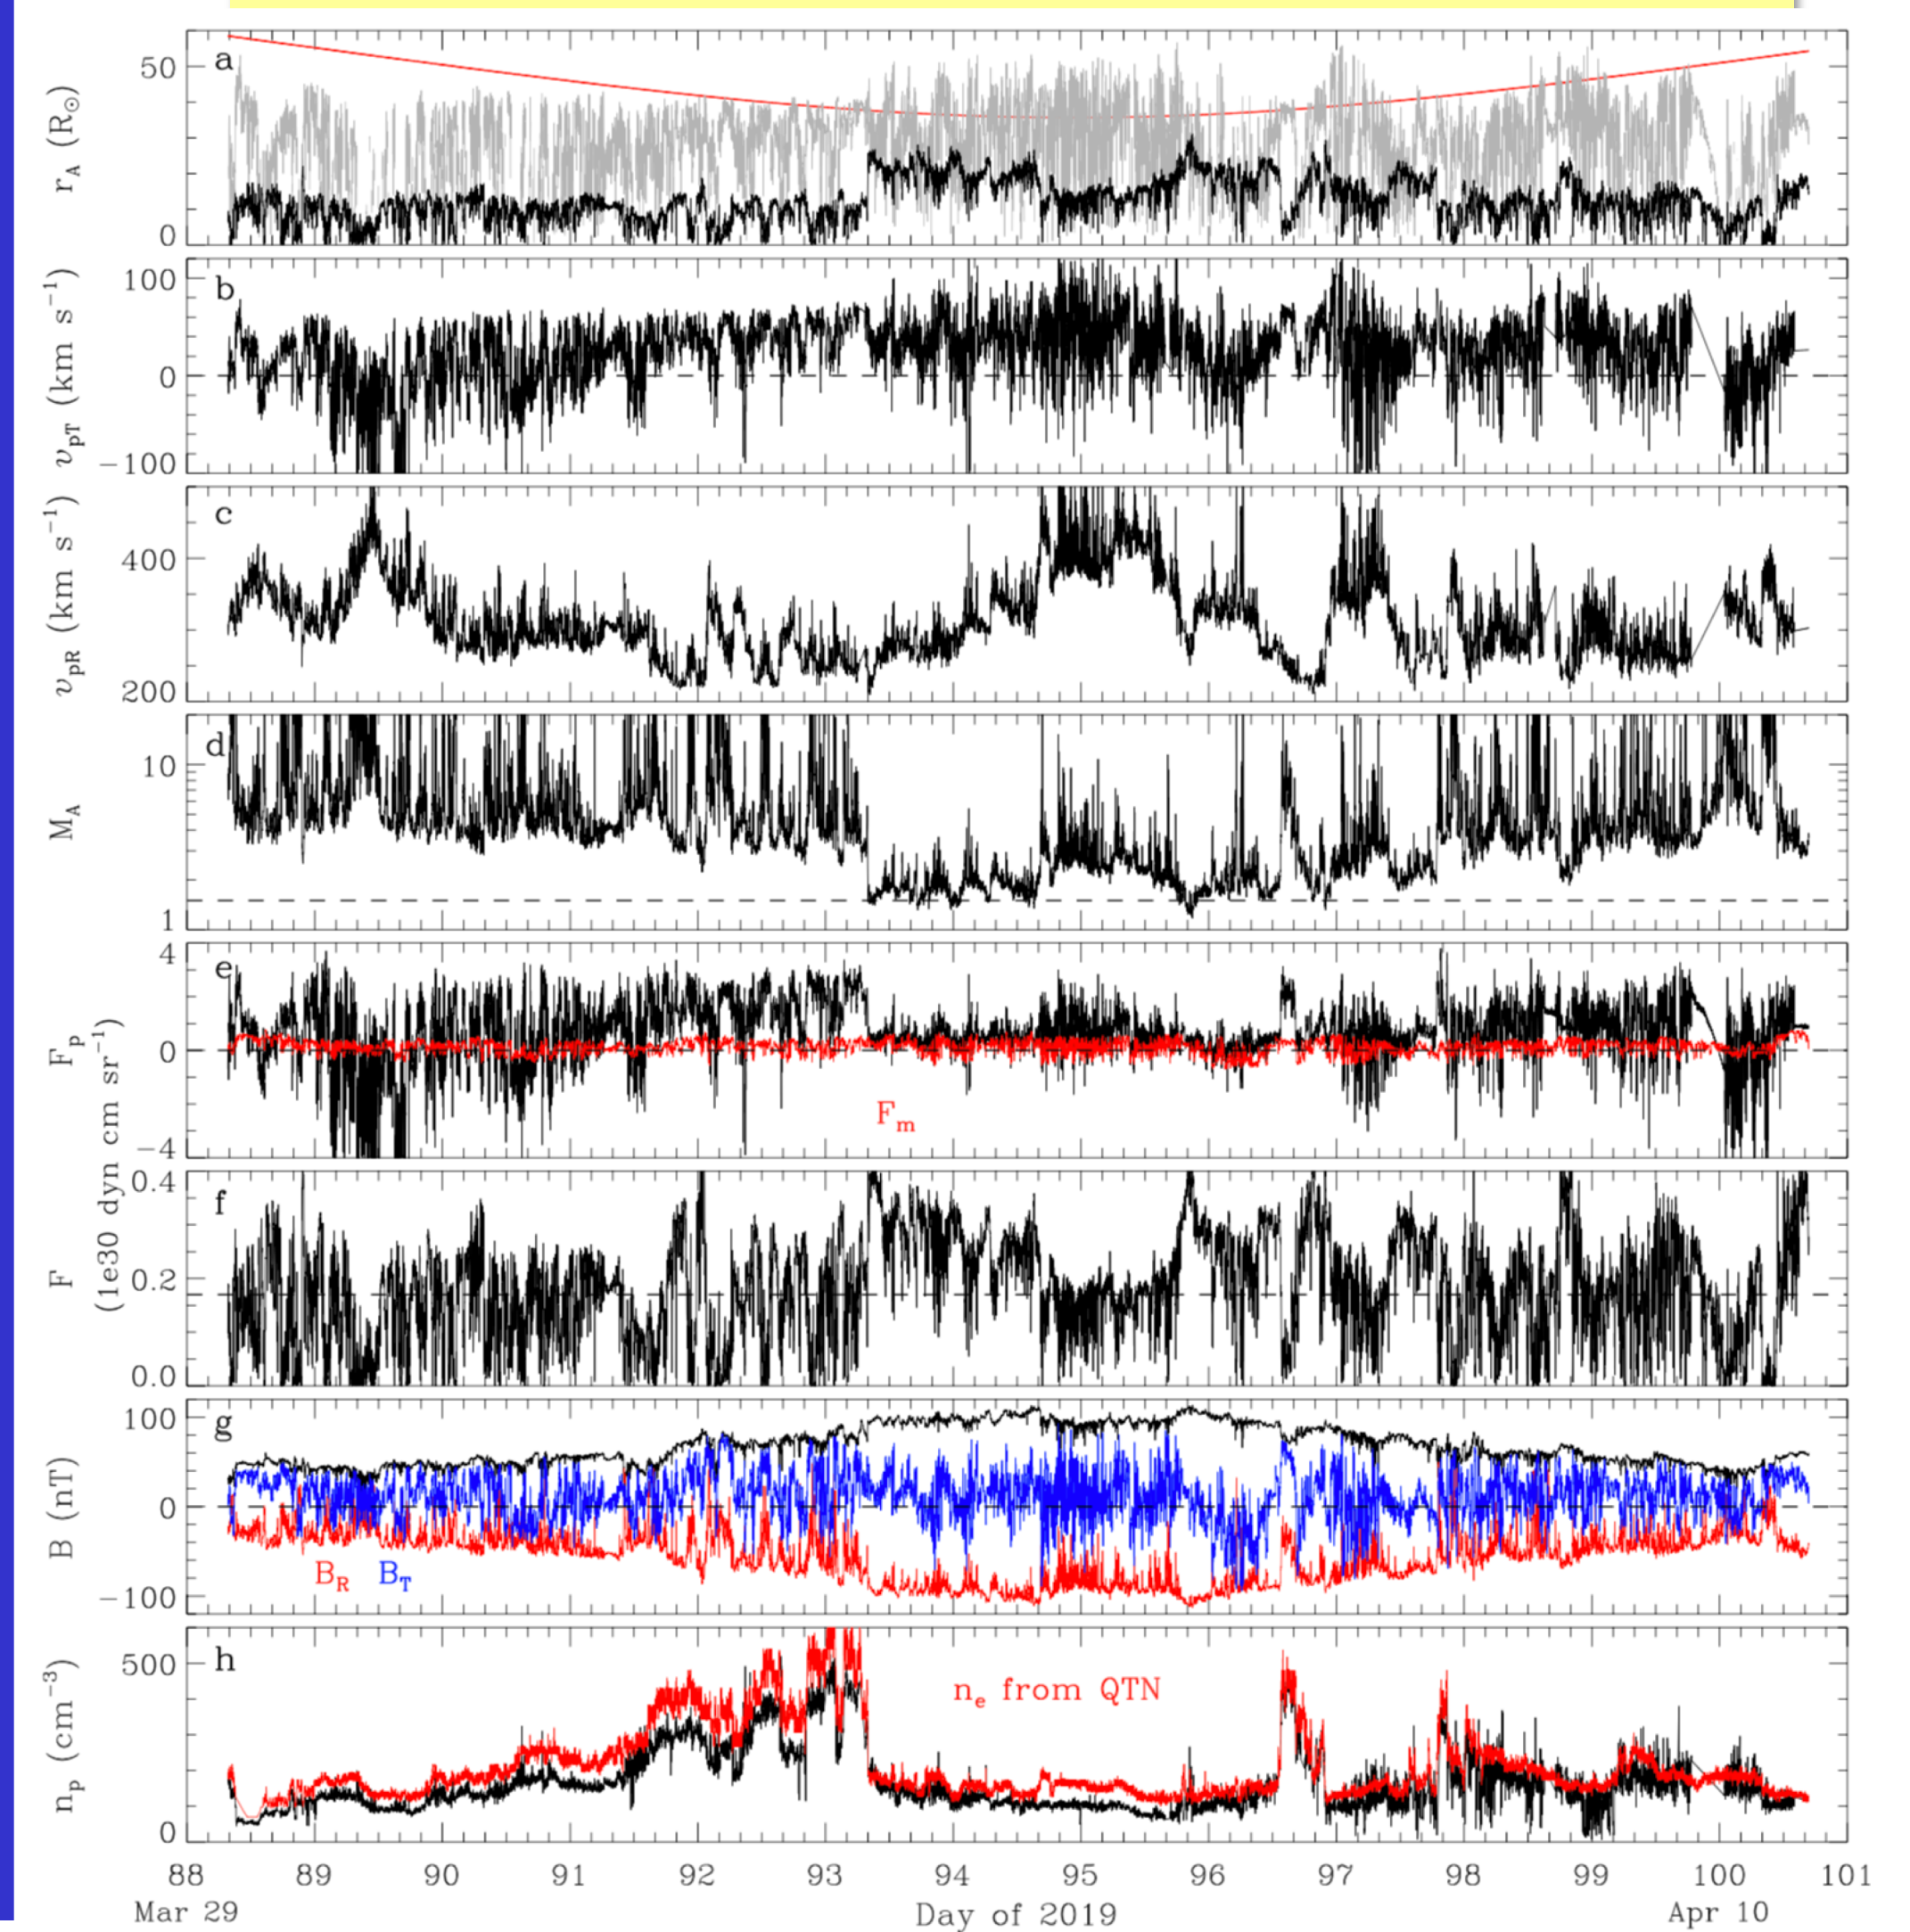 a
50
0
r_A (R_☉)
b
100
0
−100
v_pT (km s^−1)
c
400
200
v_pR (km s^−1)
d
10
1
M_A
e
4
0
−4
F_p
F_m
(1e30 dyn cm sr^−1)
f
0.4
0.2
0.0
F
g
100
0
−100
B (nT)
B_R B_T
h
500
0
n_p (cm^−3)
n_e from QTN
88 89 90 91 92 93 94 95 96 97 98 99 100 101
Mar 29 Day of 2019 Apr 10